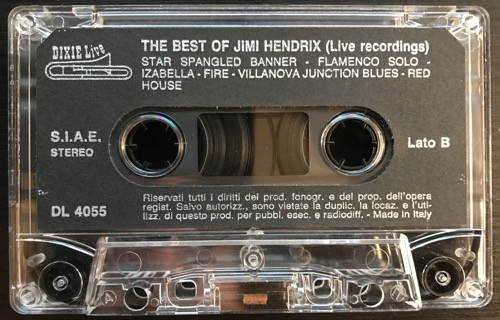 DIXIE Live
THE BEST OF JIMI HENDRIX (Live recordings)
STAR SPANGLED BANNER - FLAMENCO SOLO -
IZABELLA - FIRE - VILLANOVA JUNCTION BLUES - RED
HOUSE
S.I.A.E.
STEREO
Lato B
DL 4055
Riservati tutti i diritti del prod. fonogr. e del prop. dell'opera
regist. Salvo autorizz., sono vietate la duplic. la locaz. e l'uti-
lizz. di questo prod. per pubbl. esec. e radiodiff. - Made in Italy
A